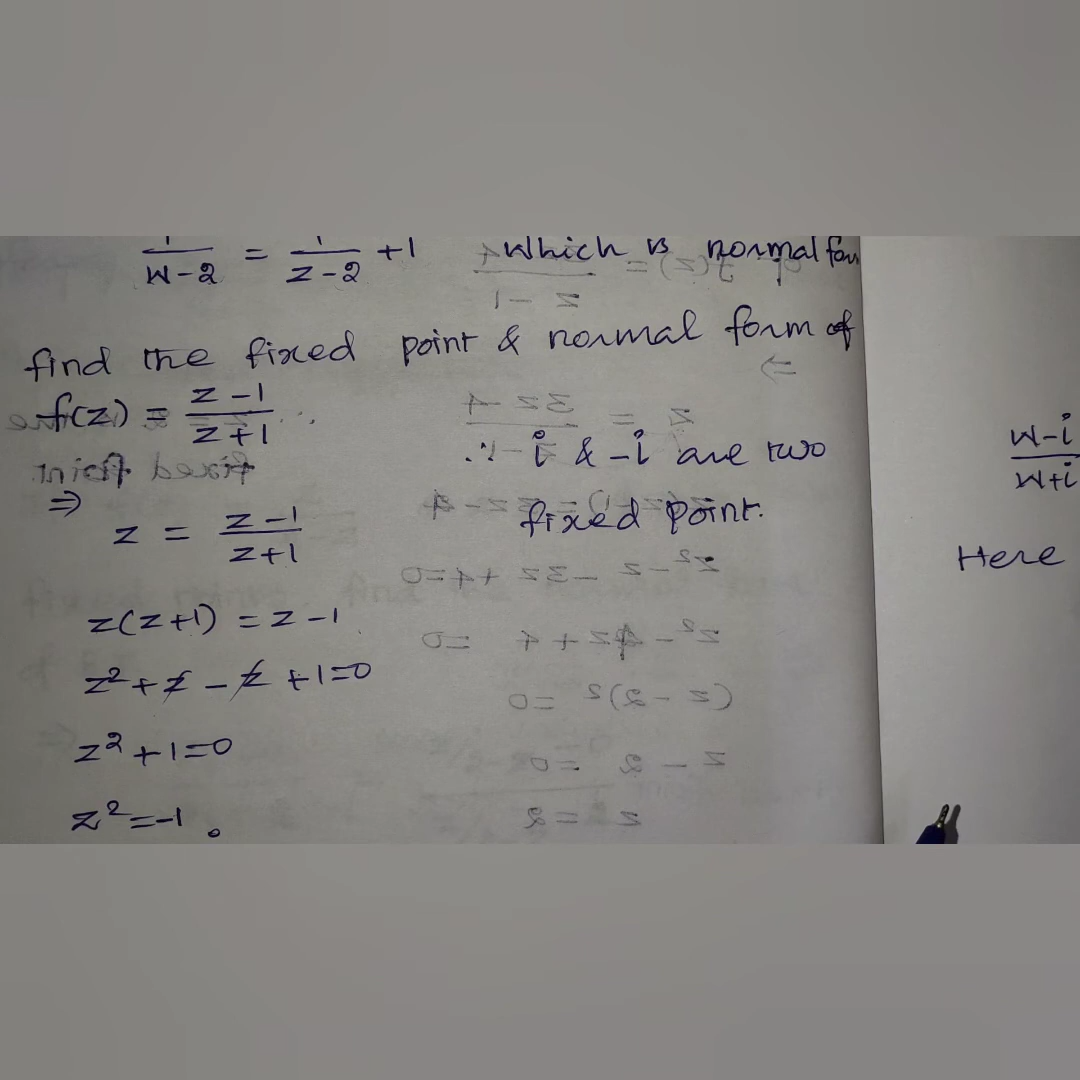 1/(w-2) = 1/(z-2) +1 which is normal form
find the fixed point & normal form of
f(z) = (z-1)/(z+1)
⇒
z = (z-1)/(z+1)
z(z+1) = z-1
z²+z-z+1=0
z²+1=0
z²=-1
∴ i & -i are two
fixed point.
w-i/w+i
Here